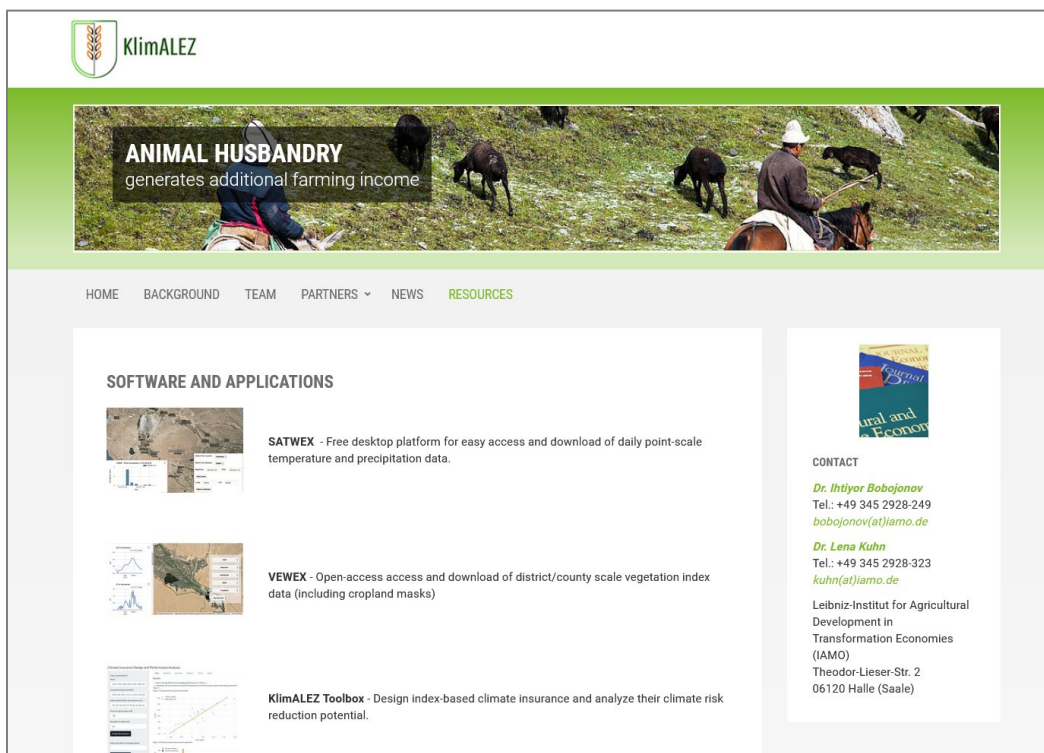 KlimALEZ
ANIMAL HUSBANDRY
generates additional farming income
HOME BACKGROUND TEAM PARTNERS NEWS RESOURCES
SOFTWARE AND APPLICATIONS
SATWEX - Free desktop platform for easy access and download of daily point-scale
temperature and precipitation data.
VEWEX - Open-access access and download of district/county scale vegetation index
data (including cropland masks)
KlimALEZ Toolbox - Design index-based climate insurance and analyze their climate risk
reduction potential.
CONTACT
Dr. Ihtiyor Bobojonov
Tel.: +49 345 2928-249
bobojonov(at)iamo.de
Dr. Lena Kuhn
Tel.: +49 345 2928-323
kuhn(at)iamo.de
Leibniz-Institut for Agricultural
Development in
Transformation Economies
(IAMO)
Theodor-Lieser-Str. 2
06120 Halle (Saale)